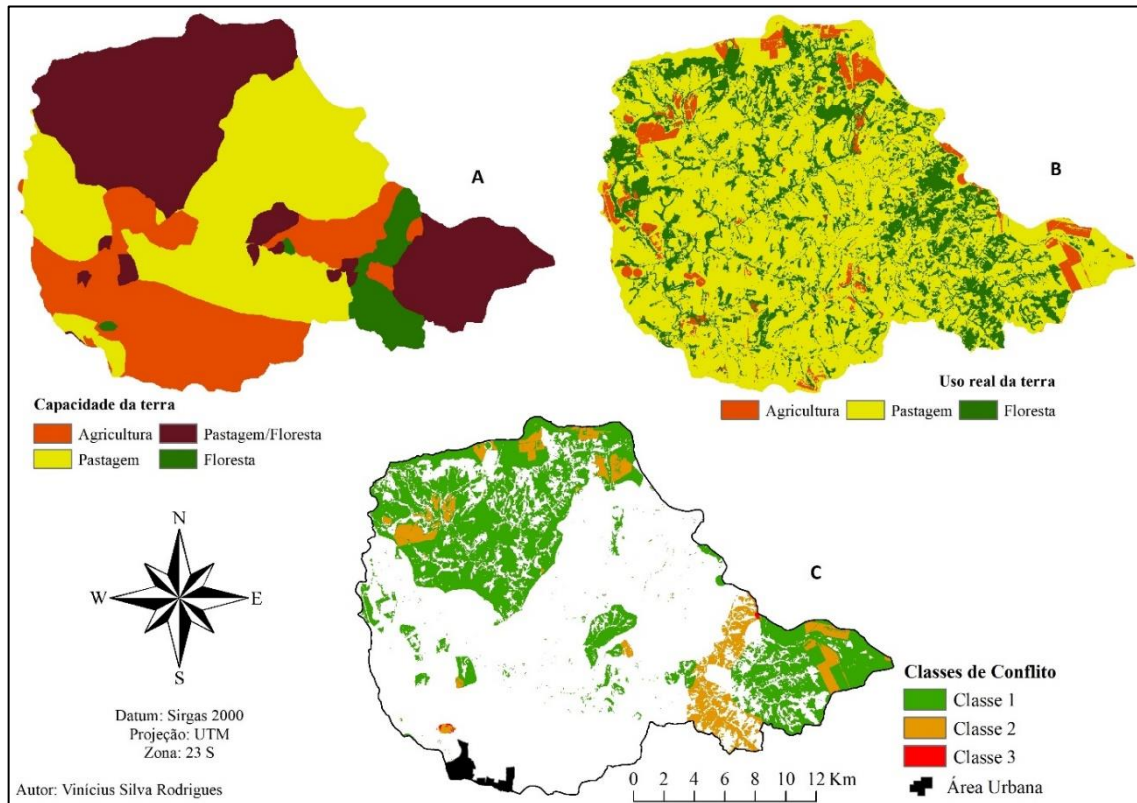 A
B
Capacidade da terra
Agricultura
Pastagem/Floresta
Pastagem
Floresta
Uso real da terra
Agricultura
Pastagem
Floresta
N
W
E
S
C
Datum: Sirgas 2000
Projeção: UTM
Zona: 23 S
Classes de Conflito
Classe 1
Classe 2
Classe 3
Área Urbana
0 2 4 6 8 10 12 Km
Autor: Vinícius Silva Rodrigues